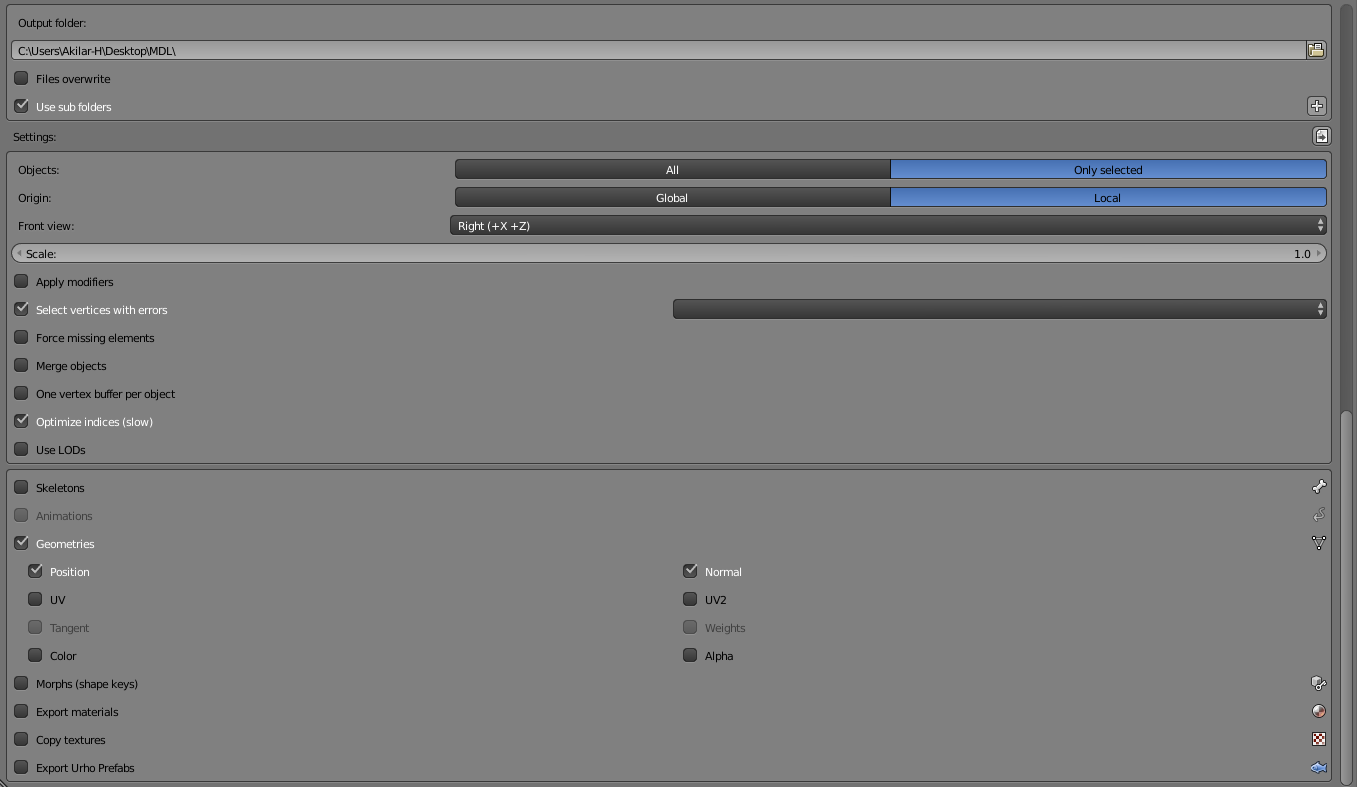 Output folder:
C:\Users\Akilar-H\Desktop\MDL\
Files overwrite
Use sub folders
Settings:
Objects: All Only selected
Origin: Global Local
Front view: Right (+X +Z)
Scale: 1.0
Apply modifiers
Select vertices with errors
Force missing elements
Merge objects
One vertex buffer per object
Optimize indices (slow)
Use LODs
Skeletons
Animations
Geometries
Position Normal
UV UV2
Tangent Weights
Color Alpha
Morphs (shape keys)
Export materials
Copy textures
Export Urho Prefabs